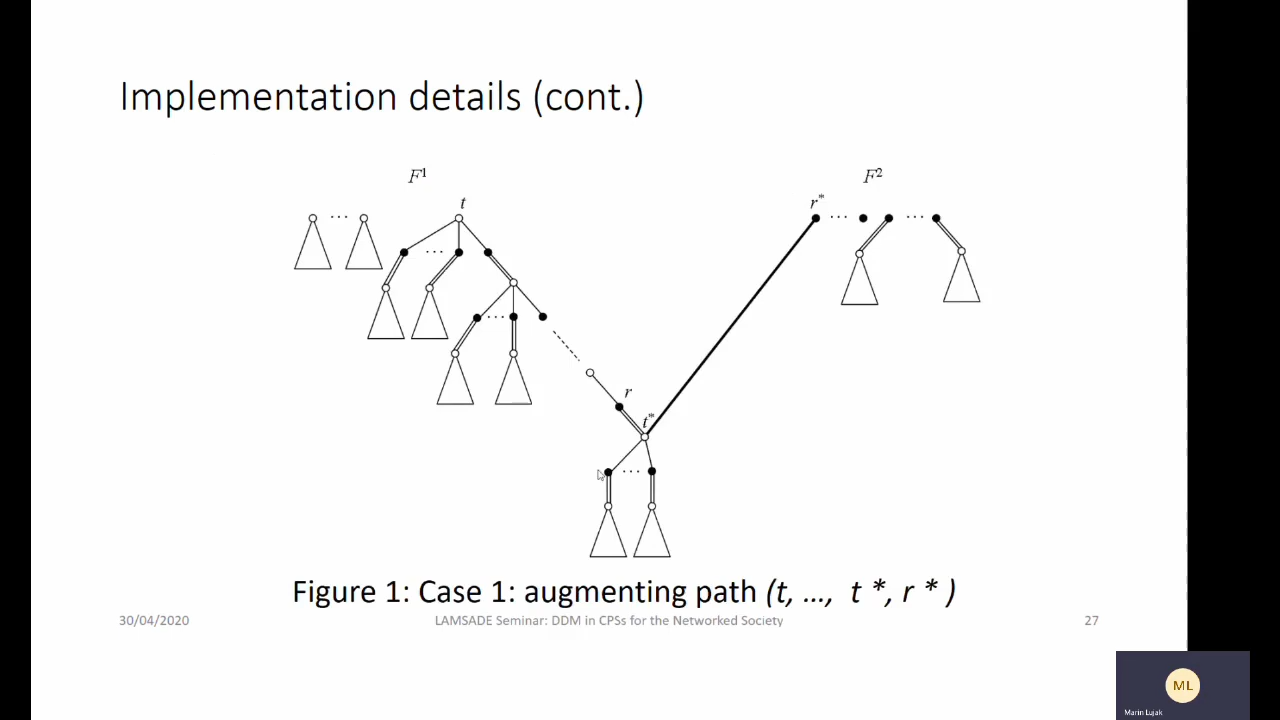 Implementation details (cont.)
F¹ F²
t r*
r
t*
Figure 1: Case 1: augmenting path (t, ..., t *, r * )
30/04/2020 LAMSADE Seminar: DDM in CPSs for the Networked Society 27
ML
Marin Lujak